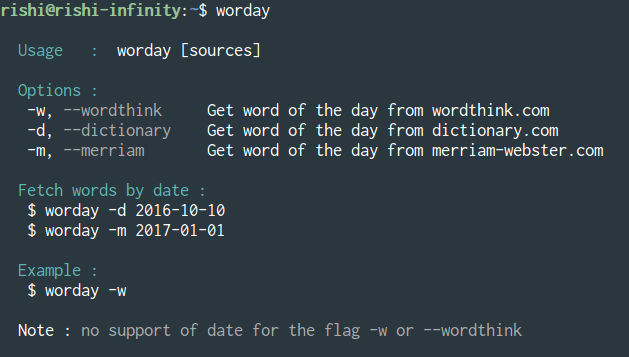 rishi@rishi-infinity:~$ worday
Usage : worday [sources]
Options :
-w, --wordthink Get word of the day from wordthink.com
-d, --dictionary Get word of the day from dictionary.com
-m, --merriam Get word of the day from merriam-webster.com
Fetch words by date :
$ worday -d 2016-10-10
$ worday -m 2017-01-01
Example :
$ worday -w
Note : no support of date for the flag -w or --wordthink